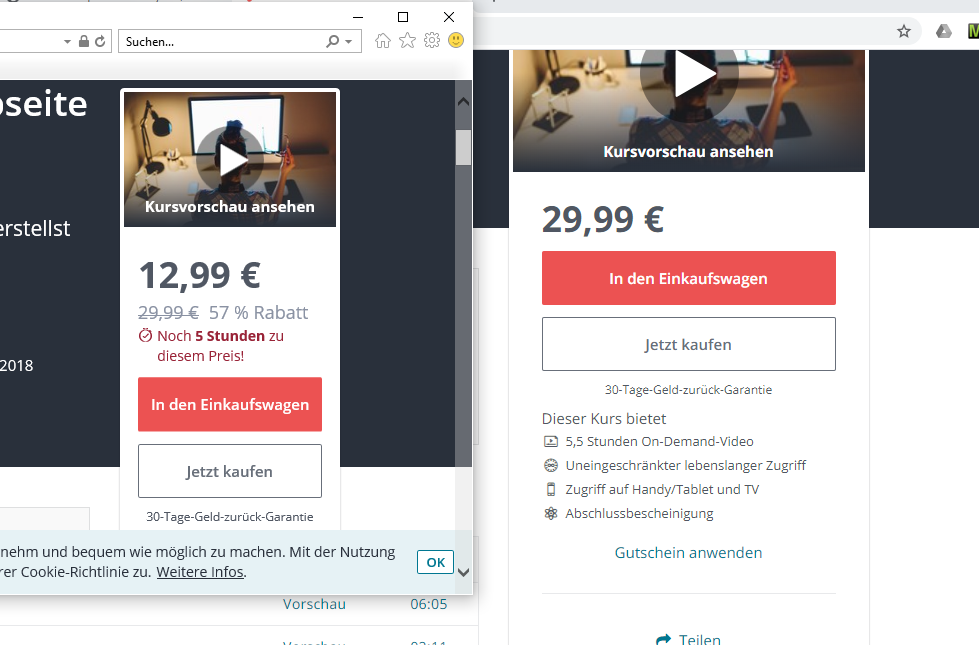 Suchen...
oseite
erstellst
2018
Kursvorschau ansehen
12,99 €
29,99 € 57 % Rabatt
Noch 5 Stunden zu
diesem Preis!
In den Einkaufswagen
Jetzt kaufen
30-Tage-Geld-zurück-Garantie
nehm und bequem wie möglich zu machen. Mit der Nutzung
rer Cookie-Richtlinie zu. Weitere Infos.
OK
Vorschau 06:05
Kursvorschau ansehen
29,99 €
In den Einkaufswagen
Jetzt kaufen
30-Tage-Geld-zurück-Garantie
Dieser Kurs bietet
5,5 Stunden On-Demand-Video
Uneingeschränkter lebenslanger Zugriff
Zugriff auf Handy/Tablet und TV
Abschlussbescheinigung
Gutschein anwenden
Teilen